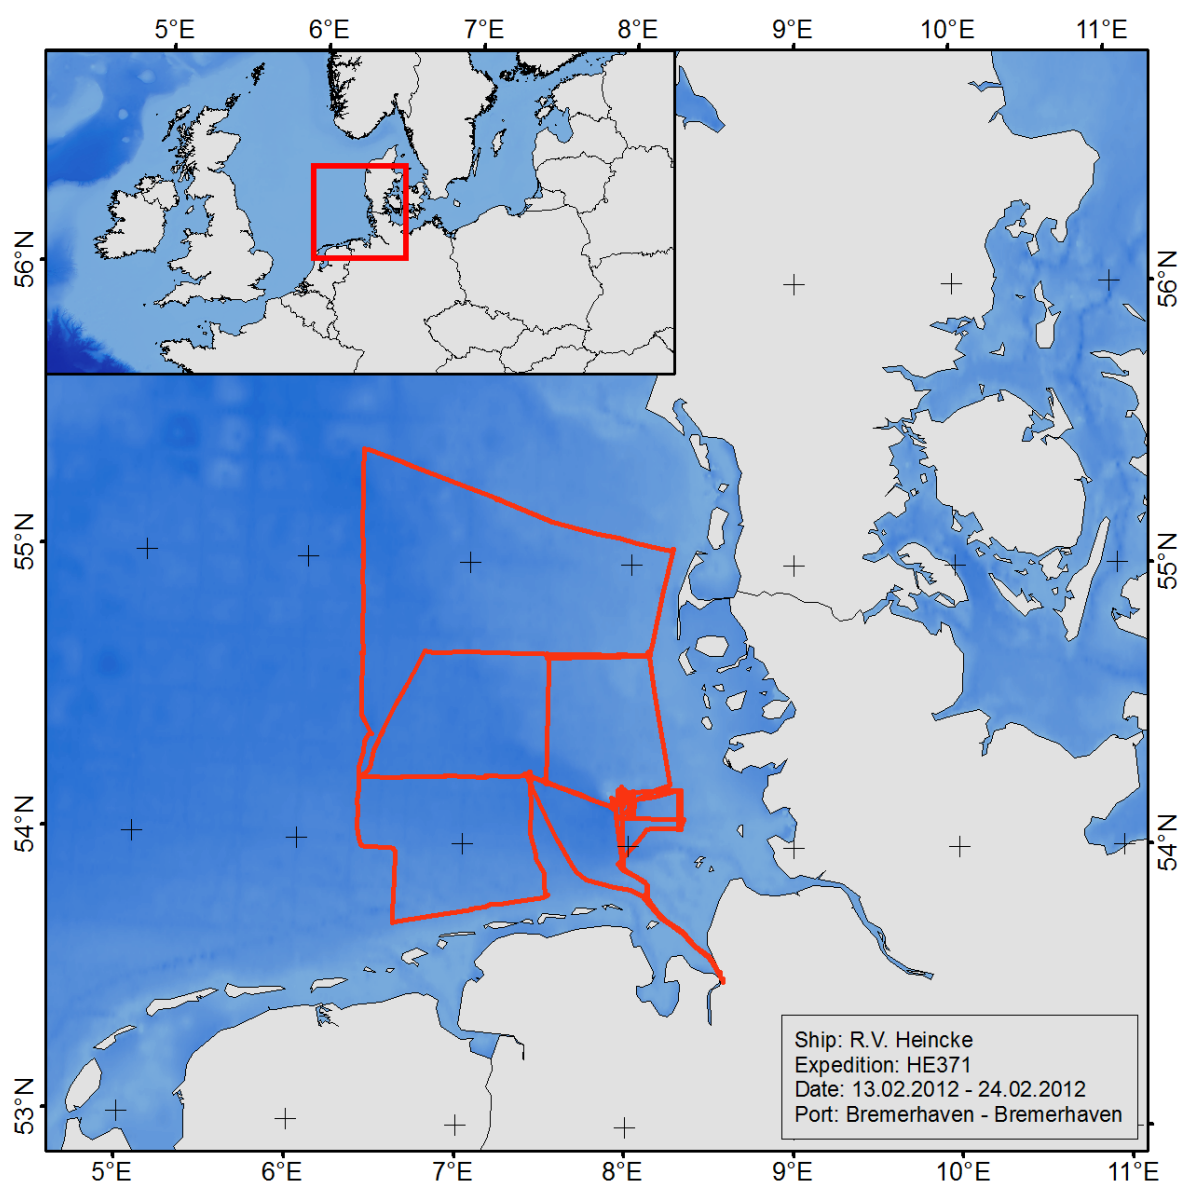 5°E 6°E 7°E 8°E 9°E 10°E 11°E
56°N 56°N
55°N 55°N
54°N 54°N
53°N 53°N
Ship: R.V. Heincke
Expedition: HE371
Date: 13.02.2012 - 24.02.2012
Port: Bremerhaven - Bremerhaven
5°E 6°E 7°E 8°E 9°E 10°E 11°E